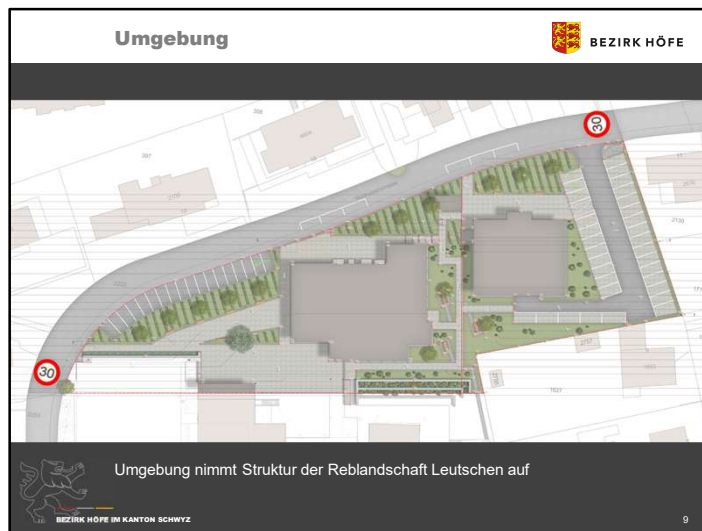 Umgebung
BEZIRK HÖFE
30
30
Umgebung nimmt Struktur der Reblandschaft Leutschen auf
BEZIRK HÖFE IM KANTON SCHWYZ
9